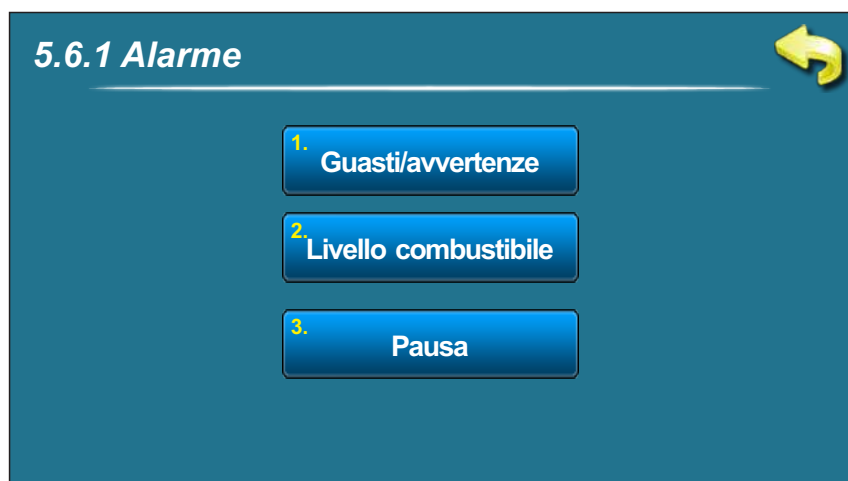 5.6.1 Alarme
1.
Guasti/avvertenze
2.
Livello combustibile
3.
Pausa